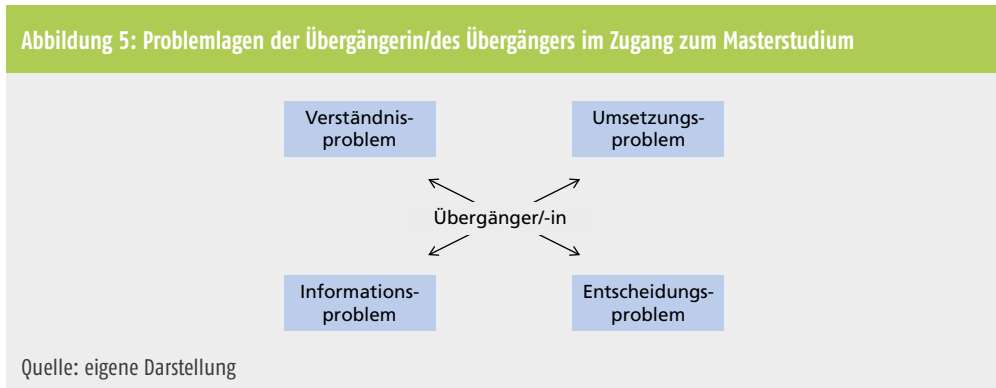 Abbildung 5: Problemlagen der Übergängerin/des Übergängers im Zugang zum Masterstudium
Verständnis-
problem
Umsetzungs-
problem
Übergänger/-in
Informations-
problem
Entscheidungs-
problem
Quelle: eigene Darstellung